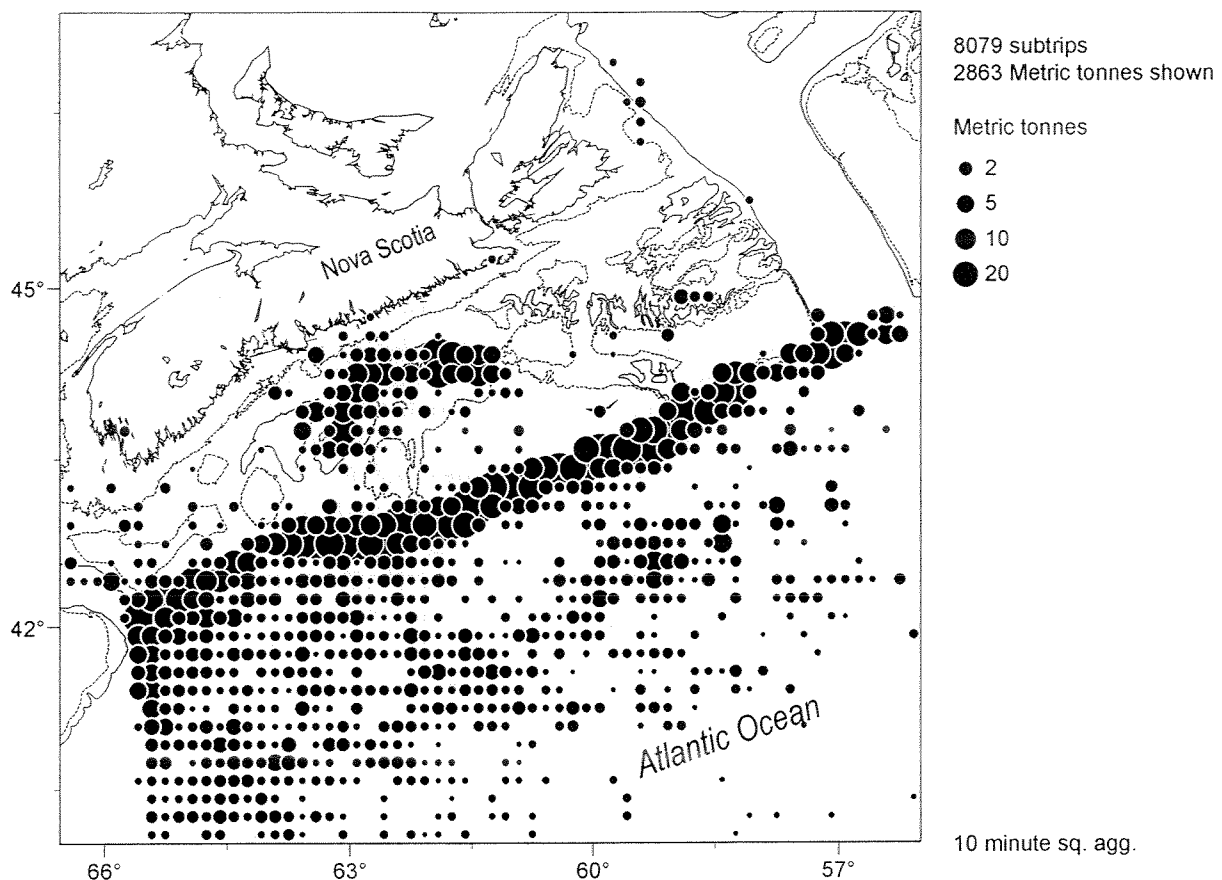 8079 subtrips
2863 Metric tonnes shown
Metric tonnes
2
5
10
20
Nova Scotia
45°
42°
Atlantic Ocean
10 minute sq. agg.
66°
63°
60°
57°